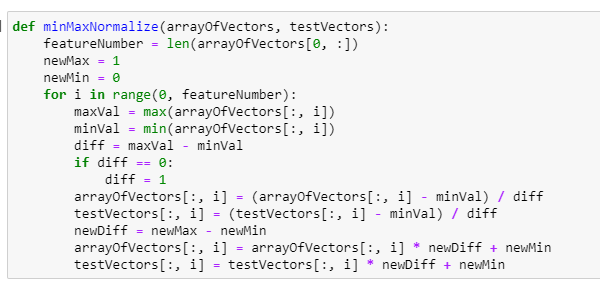 def minMaxNormalize(arrayOfVectors, testVectors):
    featureNumber = len(arrayOfVectors[0, :])
    newMax = 1
    newMin = 0
    for i in range(0, featureNumber):
        maxVal = max(arrayOfVectors[:, i])
        minVal = min(arrayOfVectors[:, i])
        diff = maxVal - minVal
        if diff == 0:
            diff = 1
        arrayOfVectors[:, i] = (arrayOfVectors[:, i] - minVal) / diff
        testVectors[:, i] = (testVectors[:, i] - minVal) / diff
        newDiff = newMax - newMin
        arrayOfVectors[:, i] = arrayOfVectors[:, i] * newDiff + newMin
        testVectors[:, i] = testVectors[:, i] * newDiff + newMin